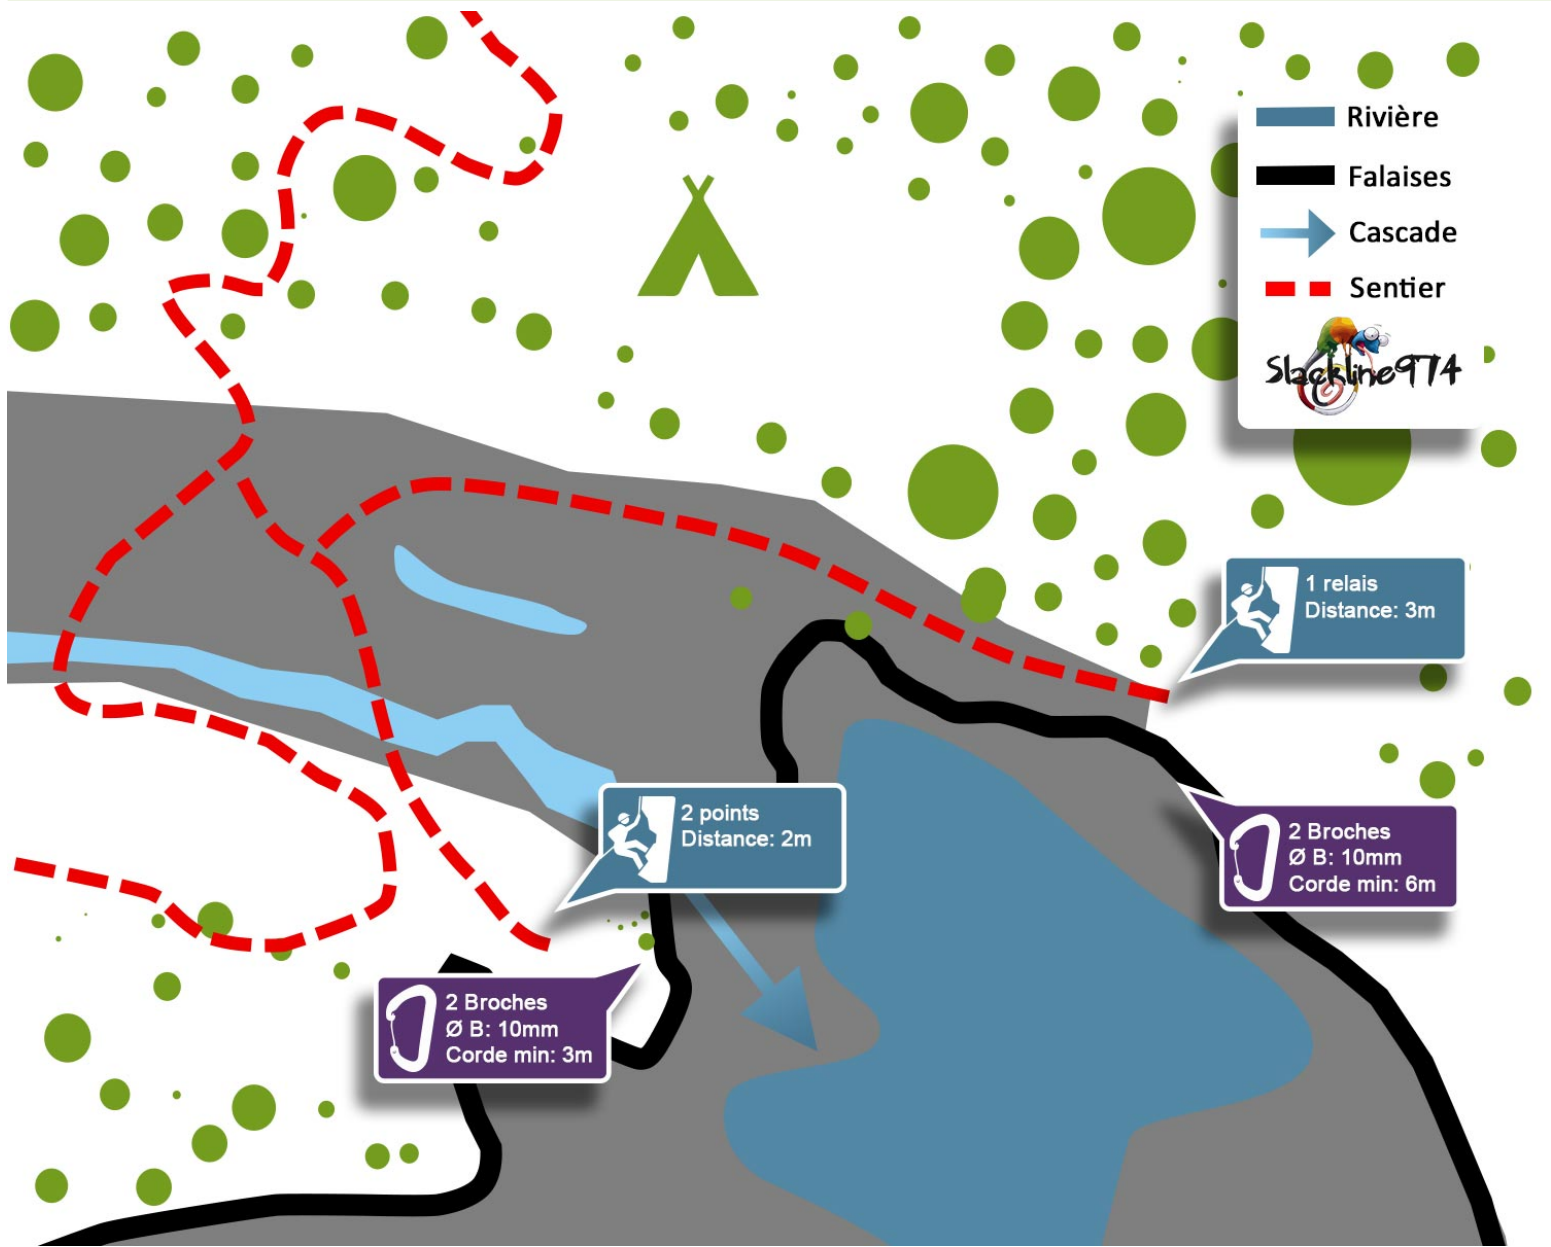 Rivière
Falaises
Cascade
Sentier
Slackline974
1 relais
Distance: 3m
2 points
Distance: 2m
2 Broches
Ø B: 10mm
Corde min: 6m
2 Broches
Ø B: 10mm
Corde min: 3m